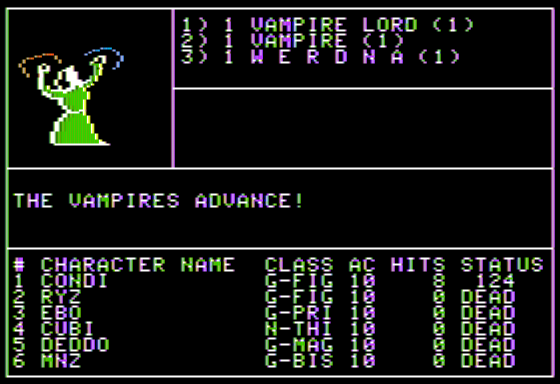 1) 1 VAMPIRE LORD (1)
2) 1 VAMPIRE (1)
3) 1 W E R D N A (1)
THE VAMPIRES ADVANCE!
# CHARACTER NAME CLASS AC HITS STATUS
1 CONDI G-FIG 10 8 124
2 RYZ G-FIG 10 0 DEAD
3 EBO G-PRI 10 0 DEAD
4 CUBI N-THI 10 0 DEAD
5 DEDDO G-MAG 10 0 DEAD
6 MNZ G-BIS 10 0 DEAD